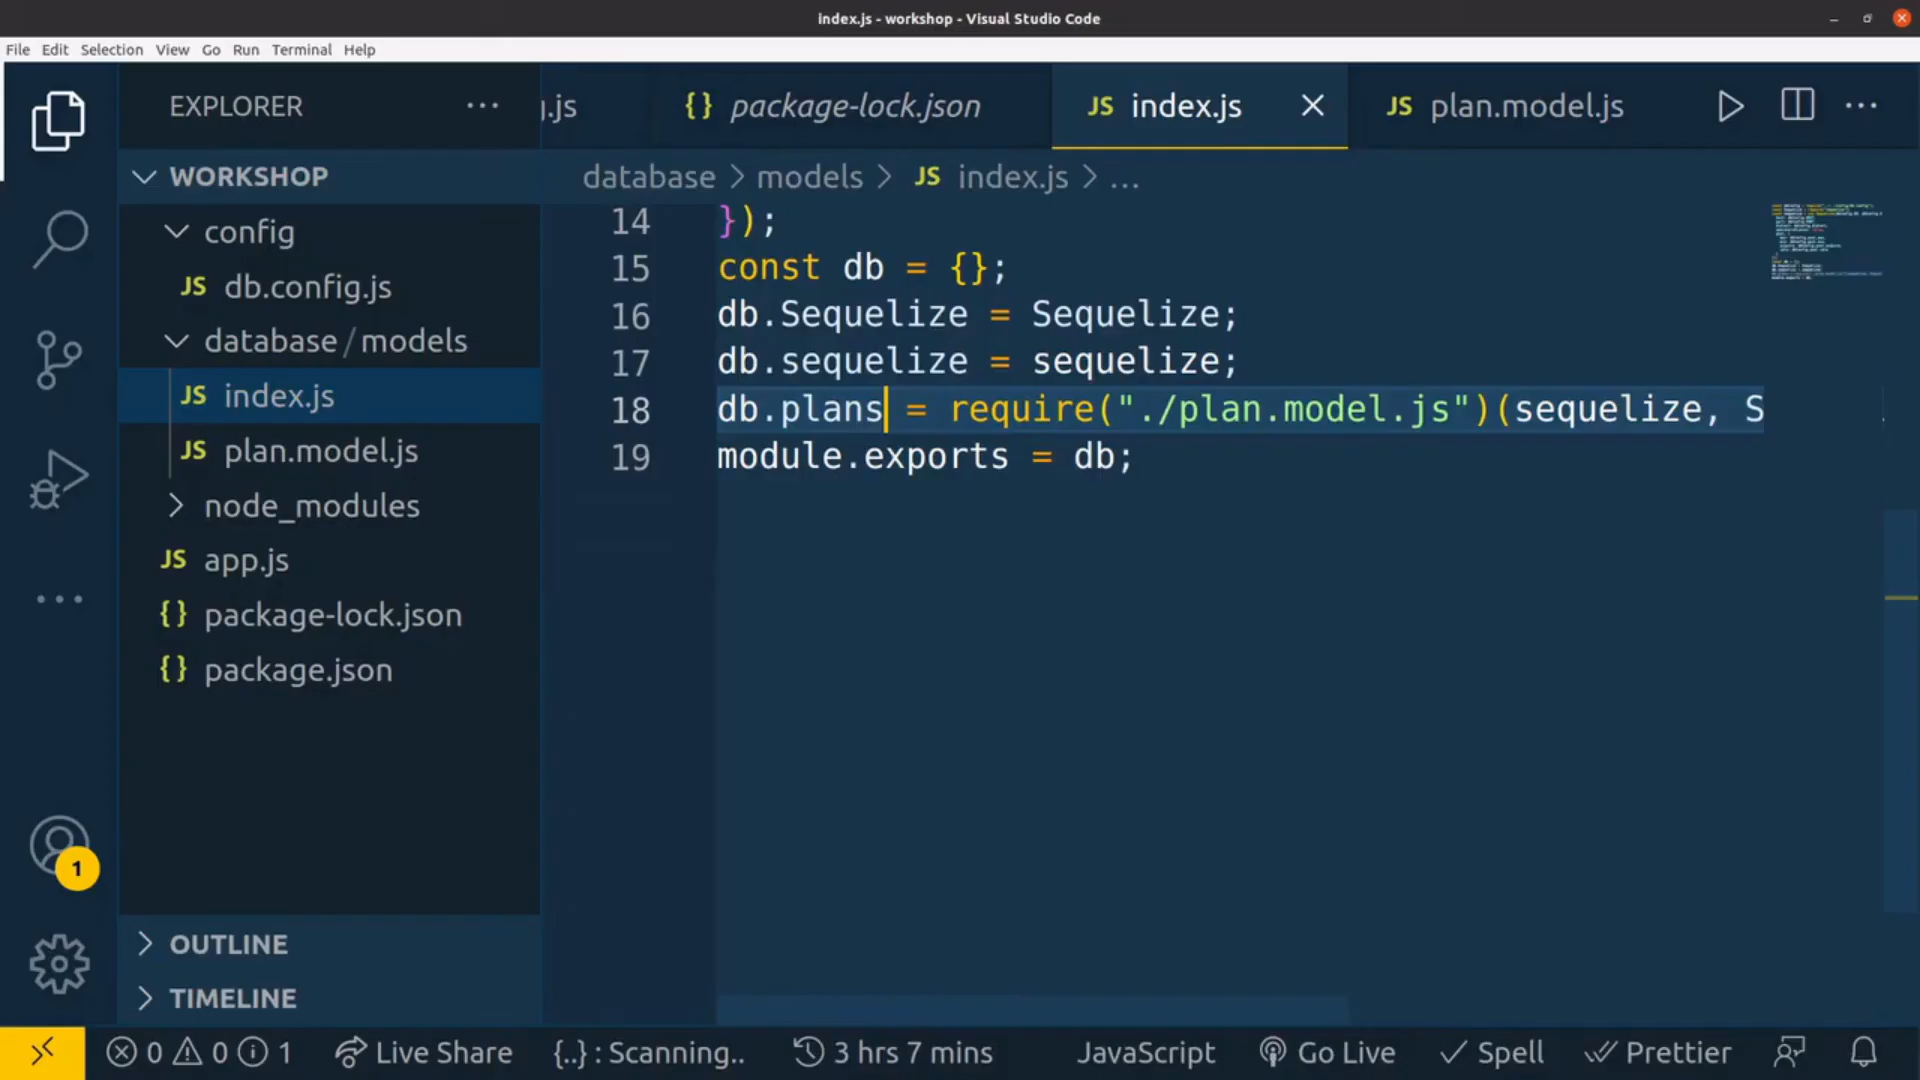 index.js - workshop - Visual Studio Code
File Edit Selection View Go Run Terminal Help
EXPLORER
.js
{} package-lock.json
JS index.js
JS plan.model.js
WORKSHOP
database > models > JS index.js > ...
config
JS db.config.js
database/models
JS index.js
JS plan.model.js
node_modules
JS app.js
{} package-lock.json
{} package.json
OUTLINE
TIMELINE
14 });
15 const db = {};
16 db.Sequelize = Sequelize;
17 db.sequelize = sequelize;
18 db.plans = require("./plan.model.js")(sequelize, S
19 module.exports = db;
1
0 0 1 Live Share {..} : Scanning.. 3 hrs 7 mins JavaScript Go Live Spell Prettier